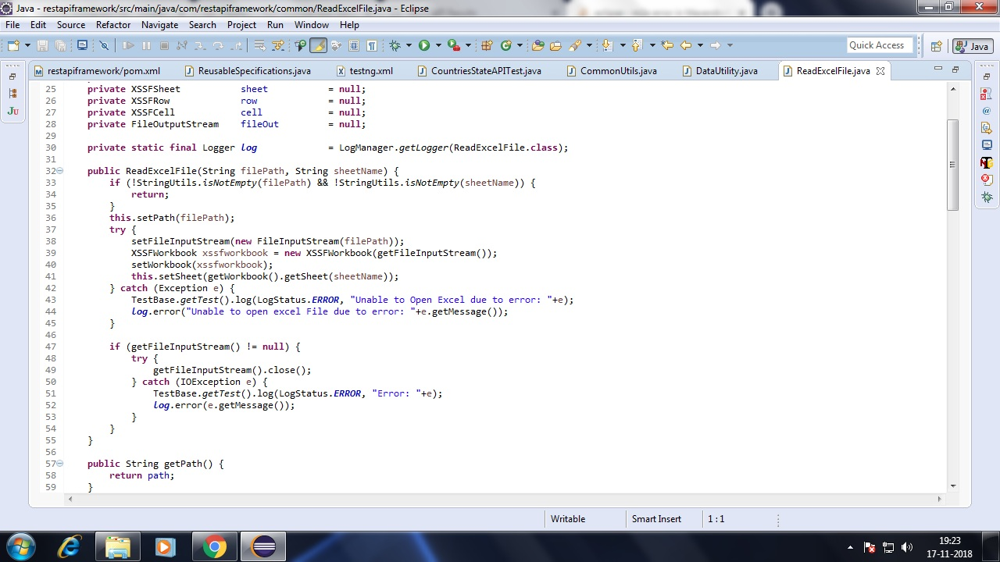 Java - restapiframework/src/main/java/com/restapiframework/common/ReadExcelFile.java - Eclipse
File Edit Source Refactor Navigate Search Project Run Window Help
Quick Access Java
restapiframework/pom.xml ReusableSpecifications.java testng.xml COuntriesStateAPITest.java CommonUtils.java DataUtility.java ReadExcelFile.java
25 private XSSFSheet sheet = null;
26 private XSSFRow row = null;
27 private XSSFCell cell = null;
28 private FileOutputStream fileOut = null;
29
30 private static final Logger log = LogManager.getLogger(ReadExcelFile.class);
31
32 public ReadExcelFile(String filePath, String sheetName) {
33 if (!StringUtils.isNotEmpty(filePath) && !StringUtils.isNotEmpty(sheetName)) {
34 return;
35 }
36 this.setPath(filePath);
37 try {
38 setFileInputStream(new FileInputStream(filePath));
39 XSSFWorkbook xssfworkbook = new XSSFWorkbook(getFileInputStream());
40 setWorkbook(xssfworkbook);
41 this.setSheet(getWorkbook().getSheet(sheetName));
42 } catch (Exception e) {
43 TestBase.getTest().log(LogStatus.ERROR, "Unable to Open Excel due to error: "+e);
44 log.error("Unable to open excel File due to error: "+e.getMessage());
45 }
46
47 if (getFileInputStream() != null) {
48 try {
49 getFileInputStream().close();
50 } catch (IOException e) {
51 TestBase.getTest().log(LogStatus.ERROR, "Error: "+e);
52 log.error(e.getMessage());
53 }
54 }
55 }
56
57 public String getPath() {
58 return path;
59 }
Writable Smart Insert 1 : 1
19:23
17-11-2018